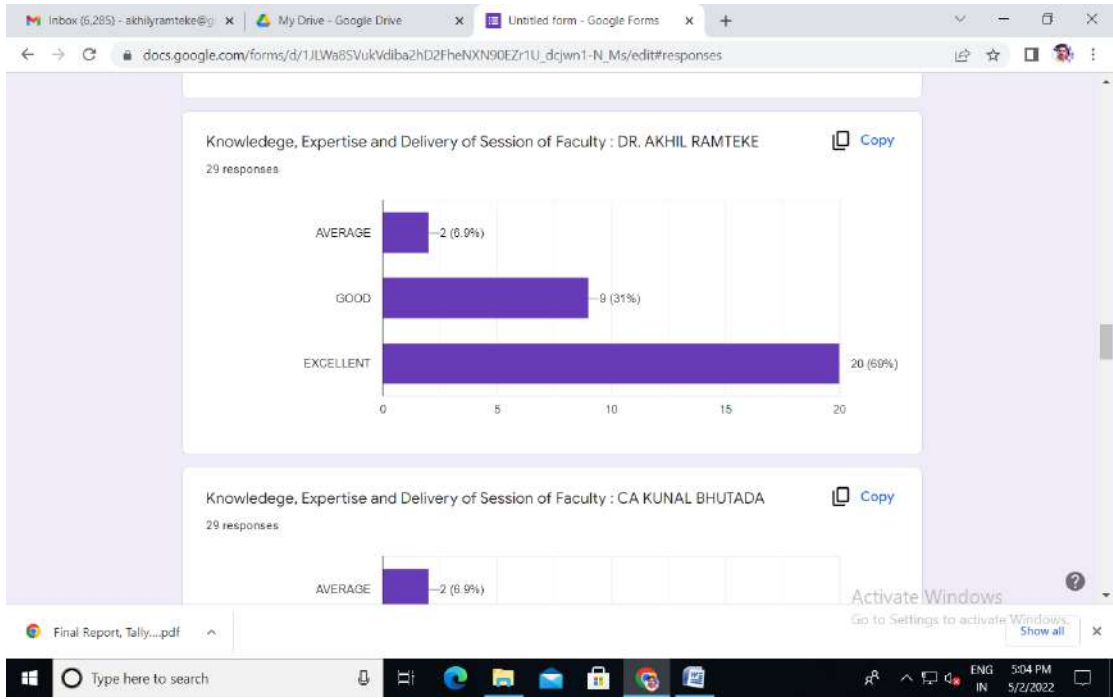 Inbox (6,285) - akhilyramteke@g
My Drive - Google Drive
Untitled form - Google Forms
docs.google.com/forms/d/1JLWa8SVukVdiba2hD2FheNXN90EZr1U_dcjwn1-N_Ms/edit#responses
Knowledege, Expertise and Delivery of Session of Faculty : DR. AKHIL RAMTEKE
Copy
29 responses
AVERAGE
2 (6.9%)
GOOD
9 (31%)
EXCELLENT
20 (69%)
0 5 10 15 20
Knowledege, Expertise and Delivery of Session of Faculty : CA KUNAL BHUTADA
Copy
29 responses
AVERAGE
2 (6.9%)
Activate Windows
Go to Settings to activate Windows.
Final Report, Tally....pdf
Show all
Type here to search
ENG
IN
5:04 PM
5/2/2022